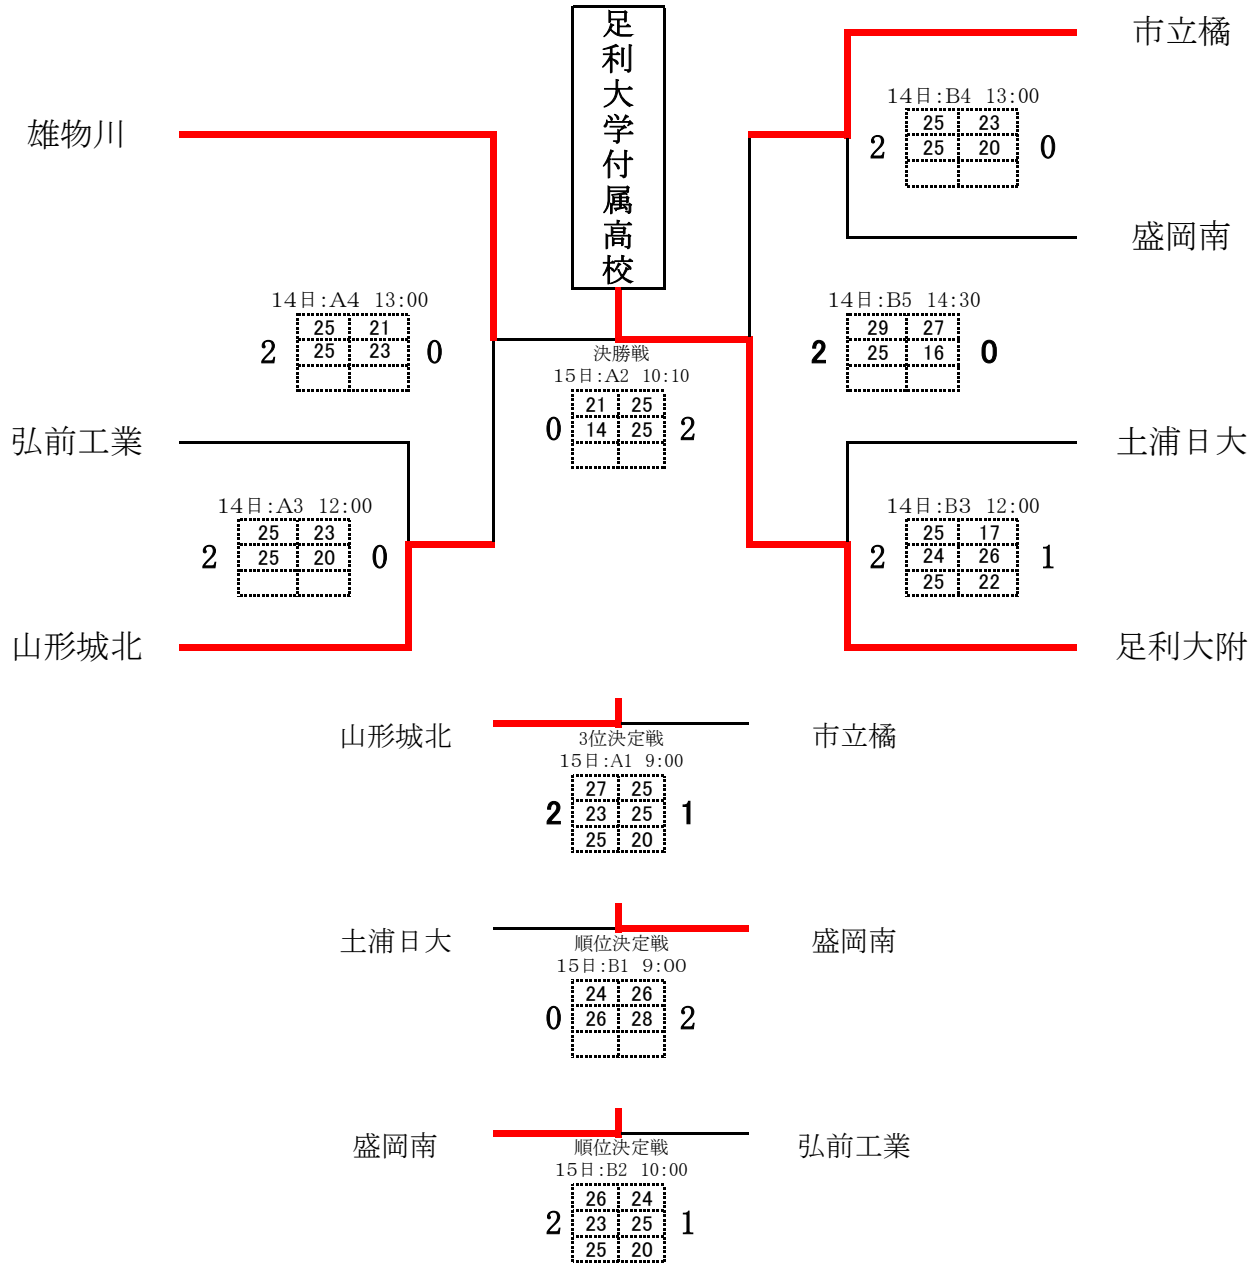 足利大学付属高校
市立橘
14日:B4 13:00
25 23
2 25 20 0
雄物川
盛岡南
14日:A4 13:00
25 21
2 25 23 0
14日:B5 14:30
29 27
2 25 16 0
決勝戦
15日:A2 10:10
21 25
0 14 25 2
弘前工業
土浦日大
14日:A3 12:00
25 23
2 25 20 0
14日:B3 12:00
25 17
2 24 26 1
25 22
山形城北
足利大附
山形城北 市立橘
3位決定戦
15日:A1 9:00
27 25
2 23 25 1
25 20
土浦日大 盛岡南
順位決定戦
15日:B1 9:00
24 26
0 26 28 2
盛岡南 弘前工業
順位決定戦
15日:B2 10:00
26 24
2 23 25 1
25 20